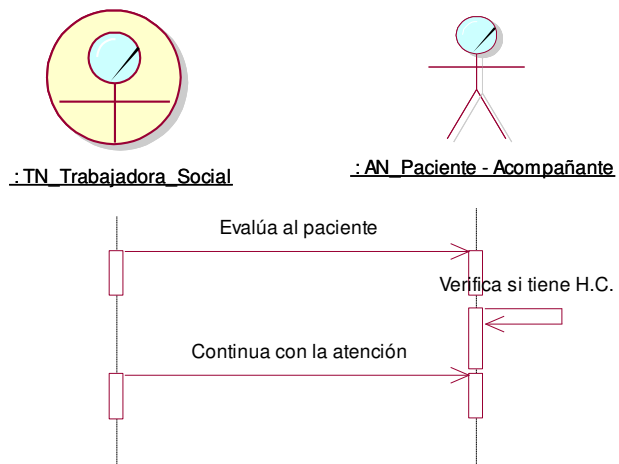 : TN_Trabajadora_Social
: AN_Paciente - Acompañante
Evalúa al paciente
Verifica si tiene H.C.
Continua con la atención